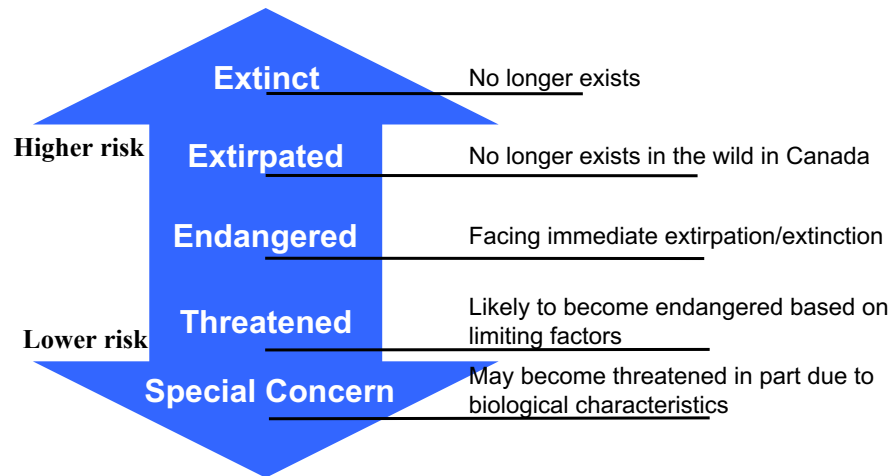 Extinct
No longer exists
Higher risk
Extirpated
No longer exists in the wild in Canada
Endangered
Facing immediate extirpation/extinction
Threatened
Likely to become endangered based on
limiting factors
Lower risk
Special Concern
May become threatened in part due to
biological characteristics